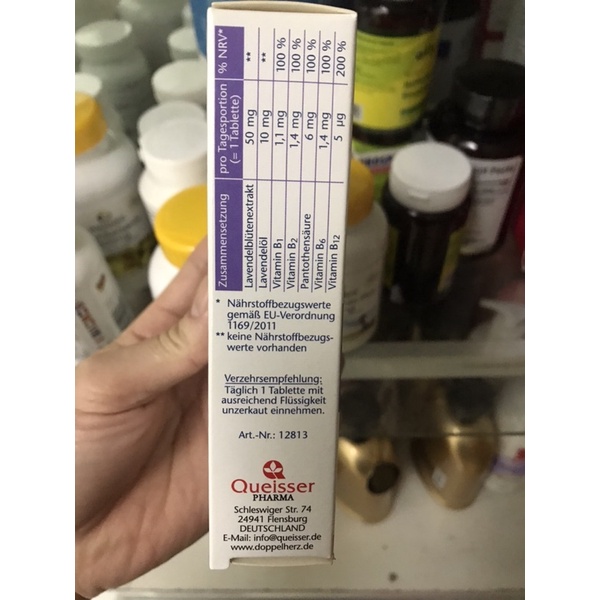 Zusammensetzung pro Tagesportion (= 1 Tablette) % NRV*
Lavendelblütenextrakt 50 mg **
Lavendelöl 10 mg **
Vitamin B1 1,1 mg 100 %
Vitamin B2 1,4 mg 100 %
Pantothensäure 6 mg 100 %
Vitamin B6 1,4 mg 100 %
Vitamin B12 5 µg 200 %
* Nährstoffbezugswerte
gemäß EU-Verordnung
1169/2011
** keine Nährstoffbezugs-
werte vorhanden
Verzehrsempfehlung:
Täglich 1 Tablette mit
ausreichend Flüssigkeit
unzerkaut einnehmen.
Art.-Nr.: 12813
Queisser
PHARMA
Schleswiger Str. 74
24941 Flensburg
DEUTSCHLAND
E-Mail: info@queisser.de
www.doppelherz.de